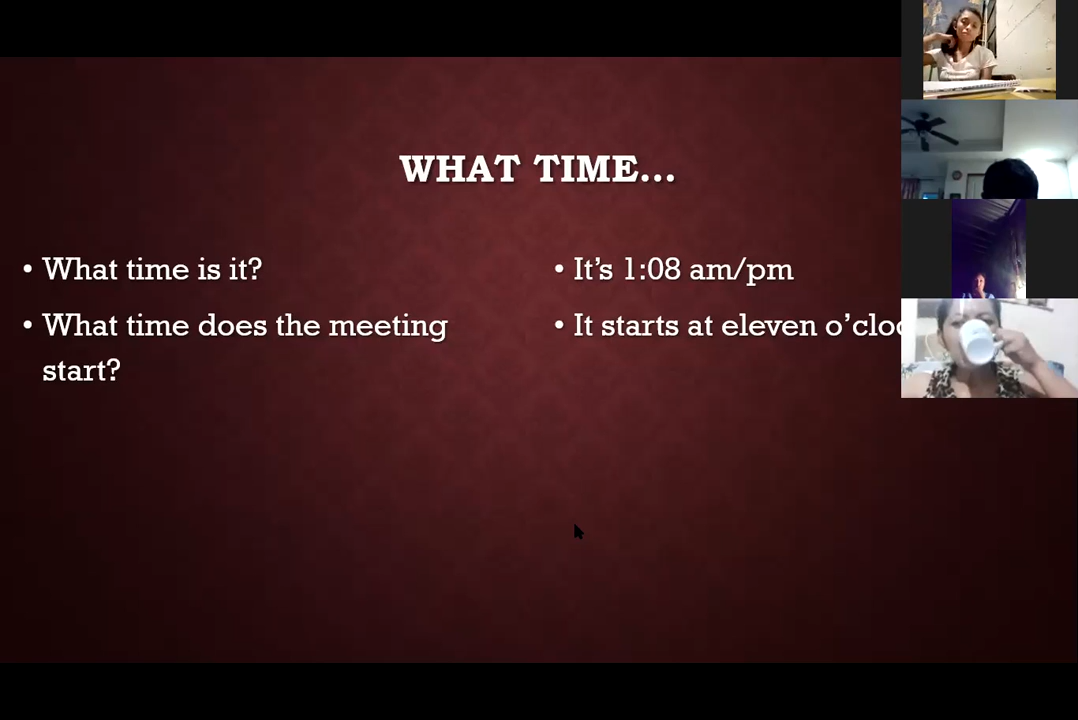 WHAT TIME...
• What time is it?
• What time does the meeting
start?
• It's 1:08 am/pm
• It starts at eleven